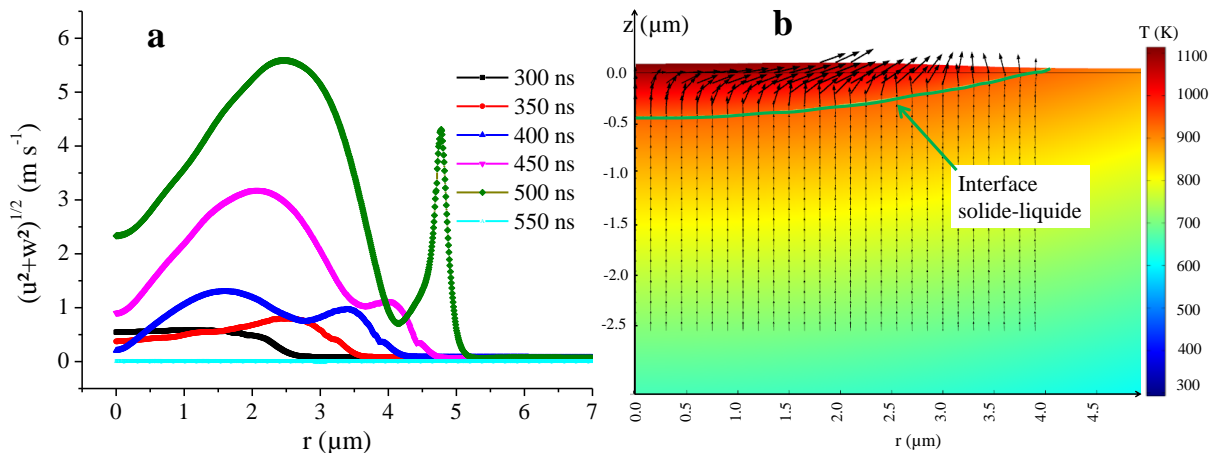 a
6
5
4
3
2
1
0
(u²+w²)^1/2 (m s^-1)
0 1 2 3 4 5 6 7
r (µm)
300 ns
350 ns
400 ns
450 ns
500 ns
550 ns
z (µm)
b
T (K)
0.0
-0.5
-1.0
-1.5
-2.0
-2.5
Interface
solide-liquide
0.0 0.5 1.0 1.5 2.0 2.5 3.0 3.5 4.0 4.5
r (µm)
1100
1000
900
800
700
600
500
400
300